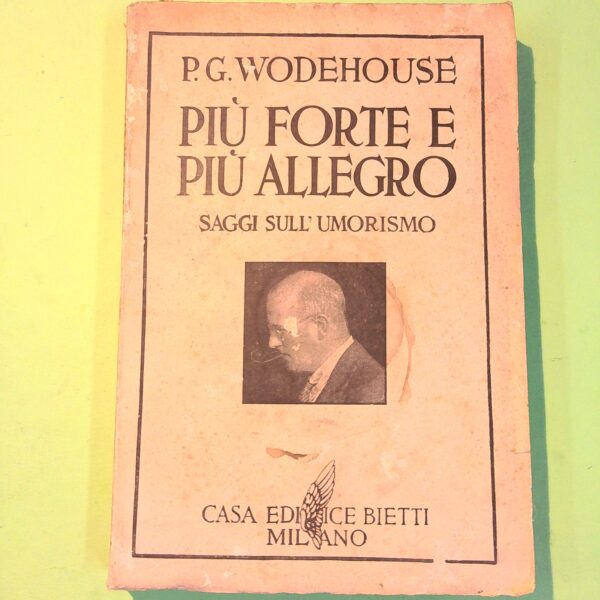 P. G. WODEHOUSE
PIÙ FORTE E
PIÙ ALLEGRO
SAGGI SULL' UMORISMO
CASA EDITRICE BIETTI
MILANO